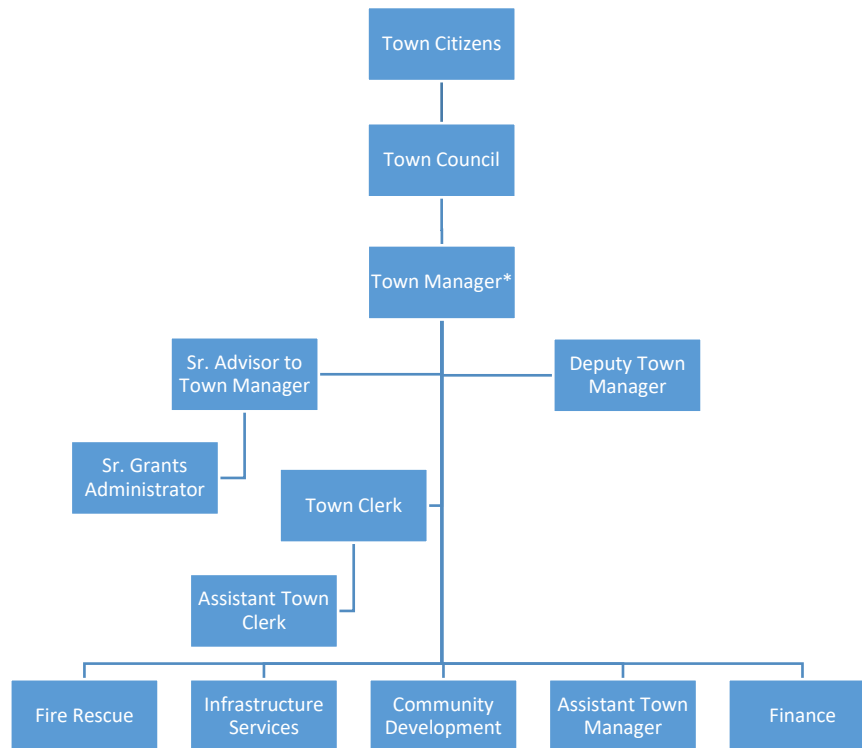 Town Citizens
Town Council
Town Manager*
Sr. Advisor to
Town Manager
Deputy Town
Manager
Sr. Grants
Administrator
Town Clerk
Assistant Town
Clerk
Fire Rescue
Infrastructure
Services
Community
Development
Assistant Town
Manager
Finance